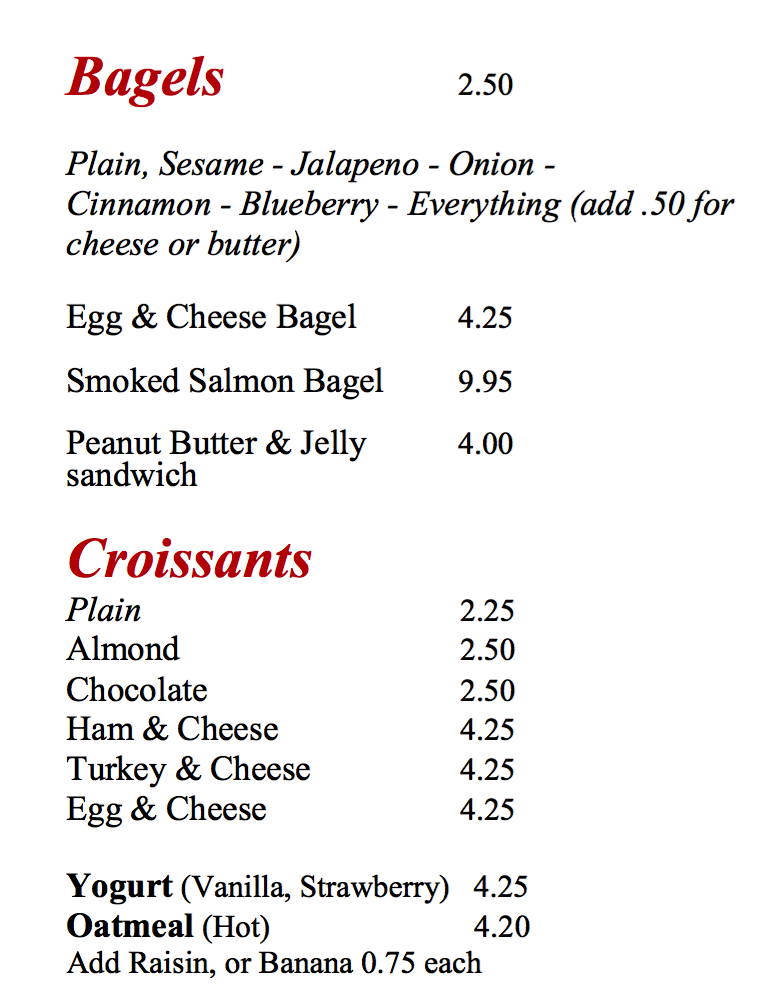 Bagels 2.50
Plain, Sesame - Jalapeno - Onion -
Cinnamon - Blueberry - Everything (add .50 for
cheese or butter)
Egg & Cheese Bagel 4.25
Smoked Salmon Bagel 9.95
Peanut Butter & Jelly 4.00
sandwich
Croissants
Plain 2.25
Almond 2.50
Chocolate 2.50
Ham & Cheese 4.25
Turkey & Cheese 4.25
Egg & Cheese 4.25
Yogurt (Vanilla, Strawberry) 4.25
Oatmeal (Hot) 4.20
Add Raisin, or Banana 0.75 each